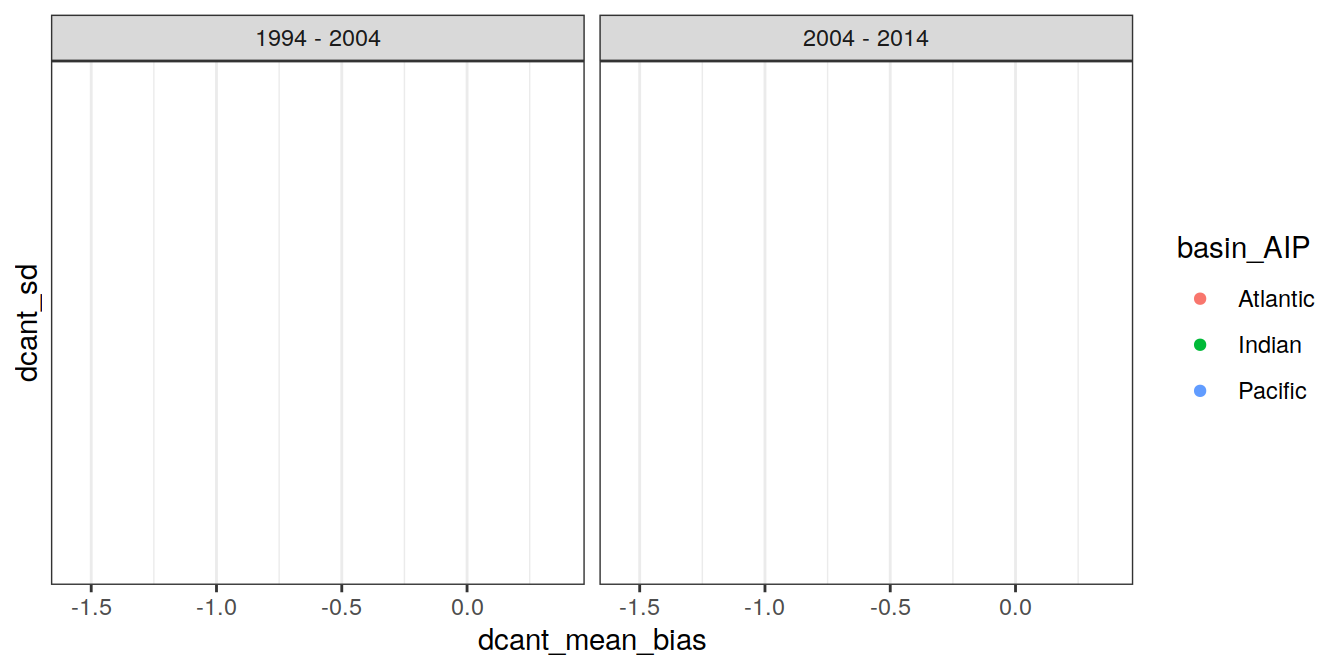 1994 - 2004
2004 - 2014
dcant_sd
-1.5 -1.0 -0.5 0.0
-1.5 -1.0 -0.5 0.0
dcant_mean_bias
basin_AIP
Atlantic
Indian
Pacific